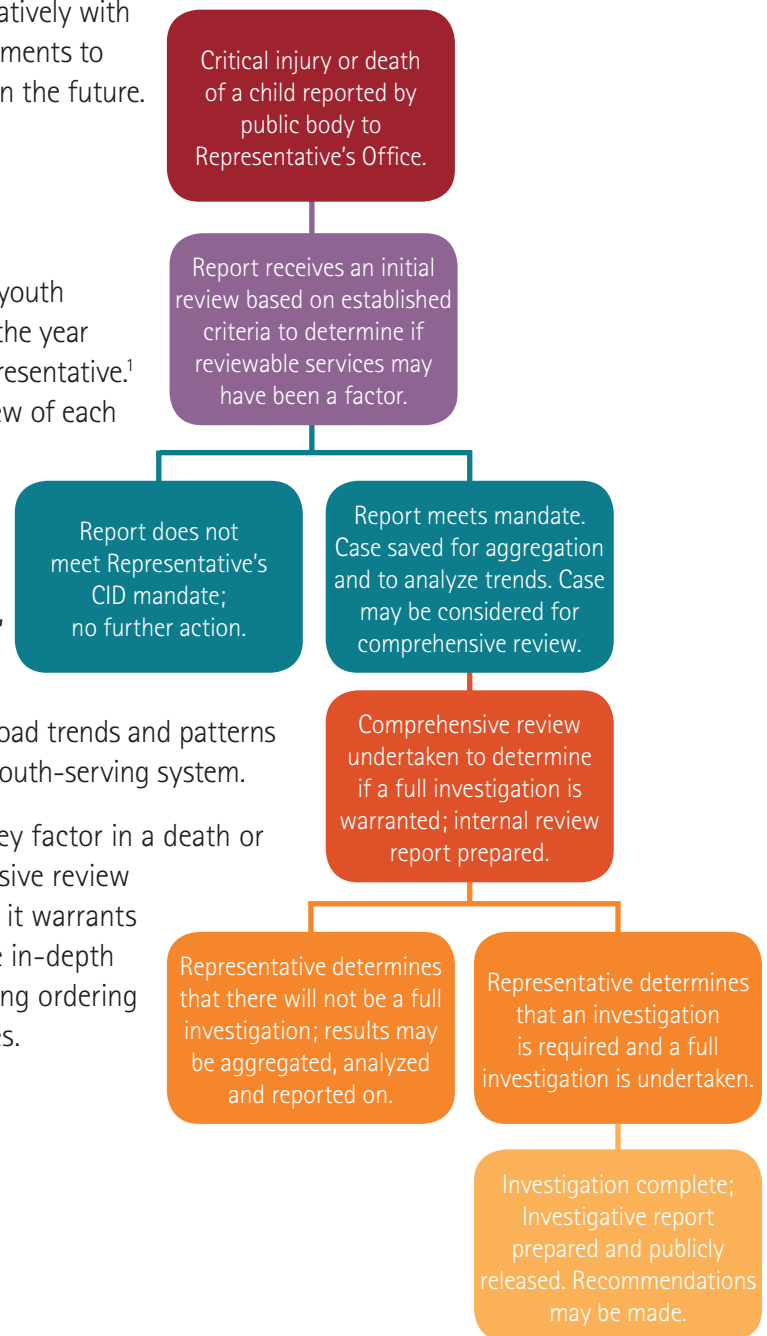 atively with
ments to
n the future.
Critical injury or death
of a child reported by
public body to
Representative’s Office.
youth
the year
resentative.1
ew of each
Report receives an initial
review based on established
criteria to determine if
reviewable services may
have been a factor.
Report does not
meet Representative’s
CID mandate;
no further action.
Report meets mandate.
Case saved for aggregation
and to analyze trends. Case
may be considered for
comprehensive review.
oad trends and patterns
outh-serving system.
ey factor in a death or
sive review
it warrants
e in-depth
ng ordering
es.
Comprehensive review
undertaken to determine
if a full investigation is
warranted; internal review
report prepared.
Representative determines
that there will not be a full
investigation; results may
be aggregated, analyzed
and reported on.
Representative determines
that an investigation
is required and a full
investigation is undertaken.
Investigation complete;
Investigative report
prepared and publicly
released. Recommendations
may be made.